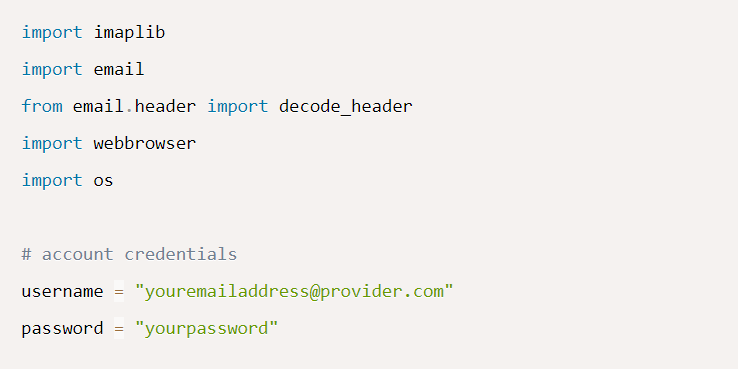 import imaplib
import email
from email.header import decode_header
import webbrowser
import os
# account credentials
username = "youremailaddress@provider.com"
password = "yourpassword"